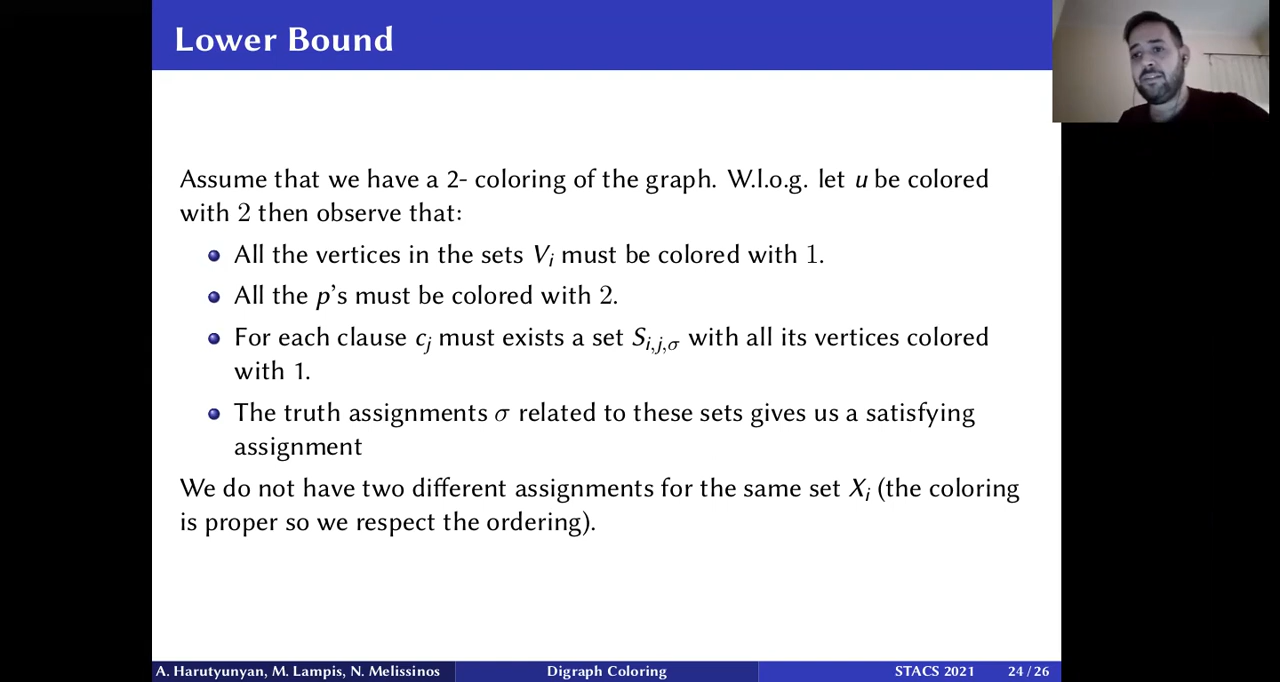 Lower Bound
Assume that we have a 2- coloring of the graph. W.l.o.g. let u be colored
with 2 then observe that:
All the vertices in the sets V_i must be colored with 1.
All the p's must be colored with 2.
For each clause c_j must exists a set S_{i,j,σ} with all its vertices colored
with 1.
The truth assignments σ related to these sets gives us a satisfying
assignment
We do not have two different assignments for the same set X_i (the coloring
is proper so we respect the ordering).
A. Harutyunyan, M. Lampis, N. Melissinos Digraph Coloring STACS 2021 24 / 26